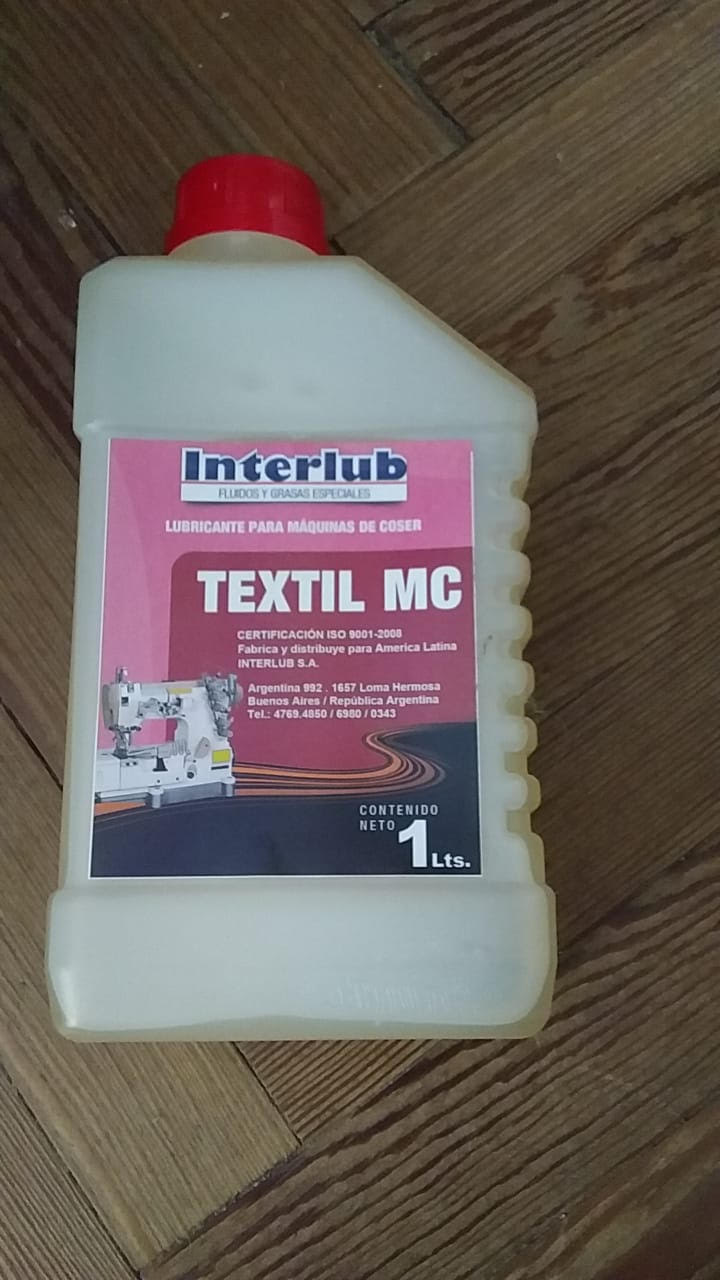 Interlub
FLUIDOS Y GRASAS ESPECIALES
LUBRICANTE PARA MÁQUINAS DE COSER
TEXTIL MC
CERTIFICACIÓN ISO 9001-2008
Fabrica y distribuye para America Latina
INTERLUB S.A.
Argentina 992 . 1657 Loma Hermosa
Buenos Aires / República Argentina
Tel.: 4769.4850 / 6980 / 0343
CONTENIDO
NETO 1 Lts.